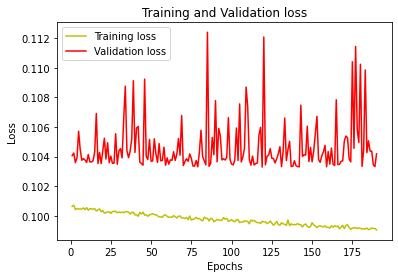 Training and Validation loss
Training loss
Validation loss
0.112
0.110
0.108
0.106
0.104
0.102
0.100
Loss
0 25 50 75 100 125 150 175
Epochs